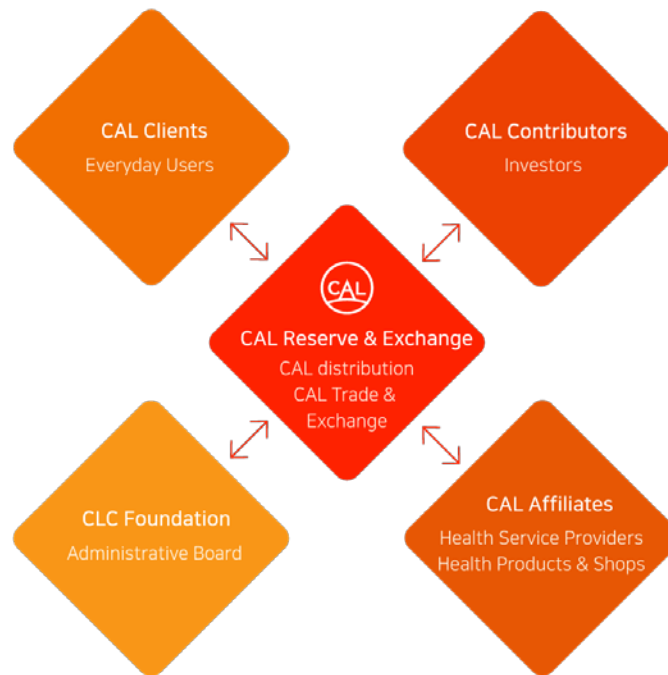 CAL Clients
Everyday Users
CAL Contributors
Investors
CAL
CAL Reserve & Exchange
CAL distribution
CAL Trade &
Exchange
CLC Foundation
Administrative Board
CAL Affiliates
Health Service Providers
Health Products & Shops